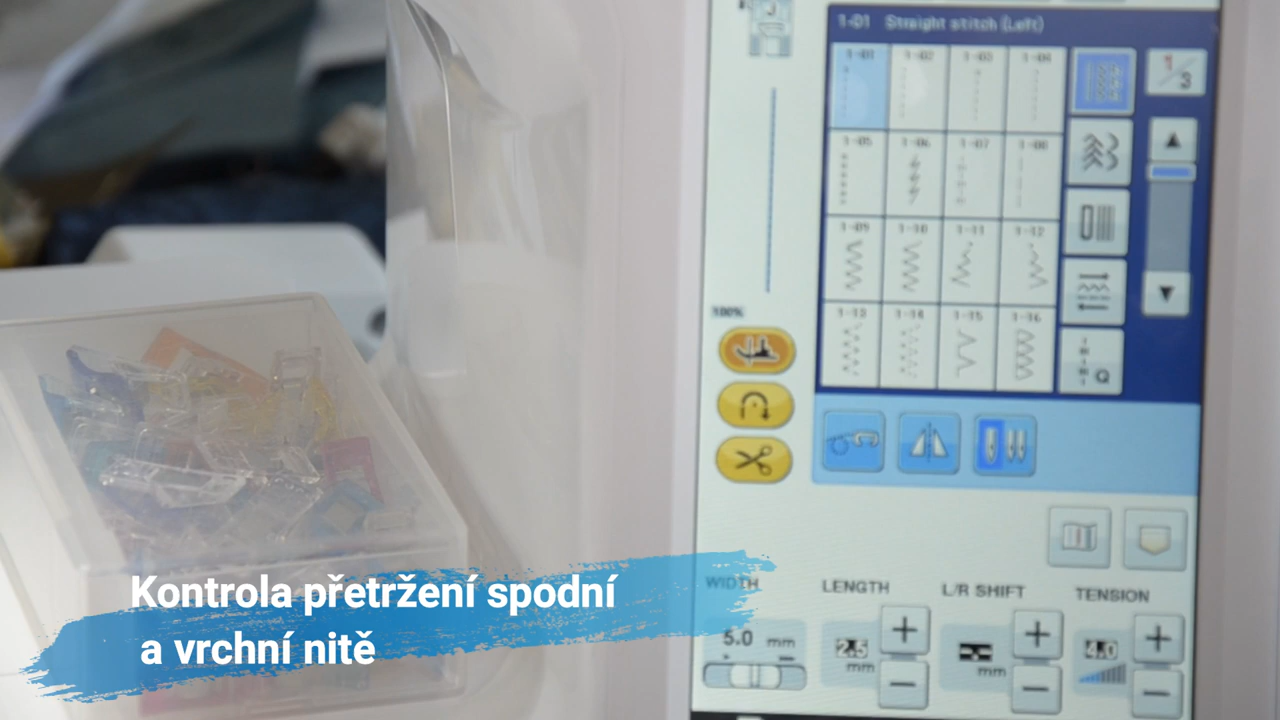 1-01 Straight stitch (Left)
1-01 1-02 1-03 1-04
1-05 1-06 1-07 1-08
1-09 1-10 1-11 1-12
1-13 1-14 1-15 1-16
1/3
Q
100%
WIDTH LENGTH L/R SHIFT TENSION
5.0 mm 2.5 mm mm 4.0
Kontrola přetržení spodní
a vrchní nitě